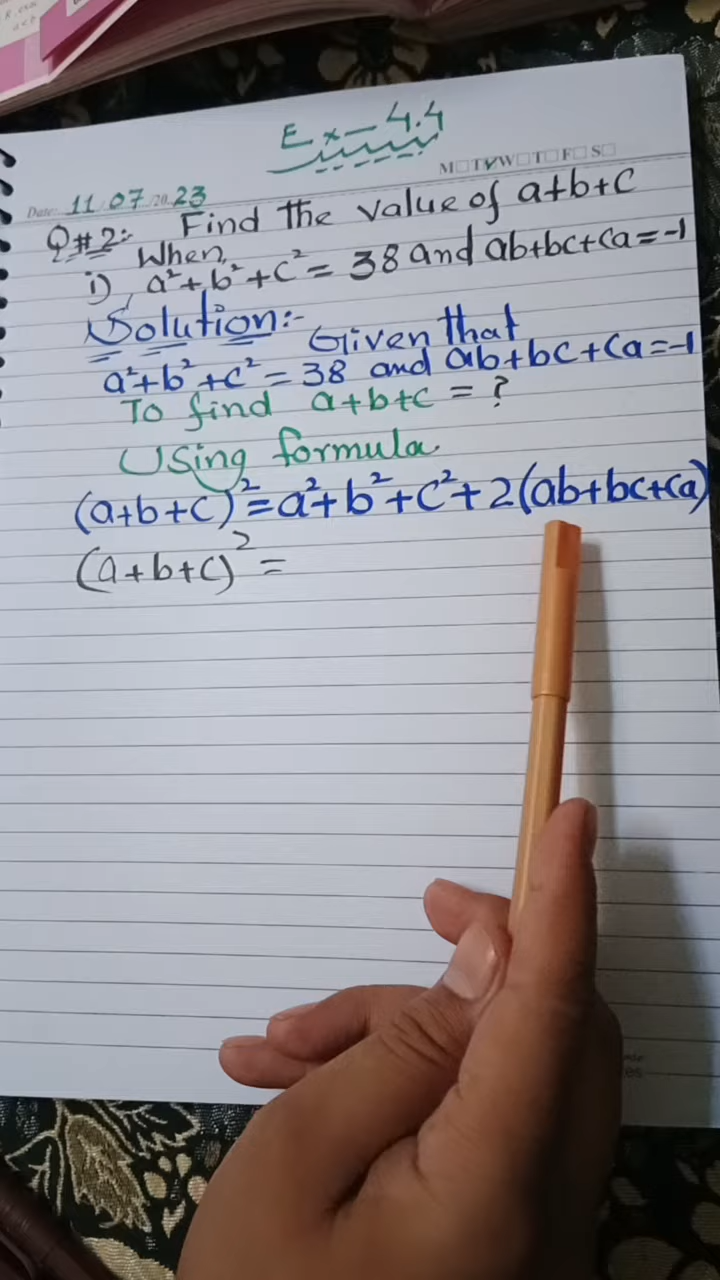 Ex-4.4
M□T☑W□T□F□S□
Date: 11/07/2023
Q#2:- Find the value of a+b+c
When,
i), a²+b²+c² = 38 and ab+bc+ca=-1
Solution:- Given that
a²+b²+c² = 38 and ab+bc+ca=-1
To find a+b+c = ?
Using formula
(a+b+c)²=a²+b²+c²+2(ab+bc+ca)
(a+b+c)² =